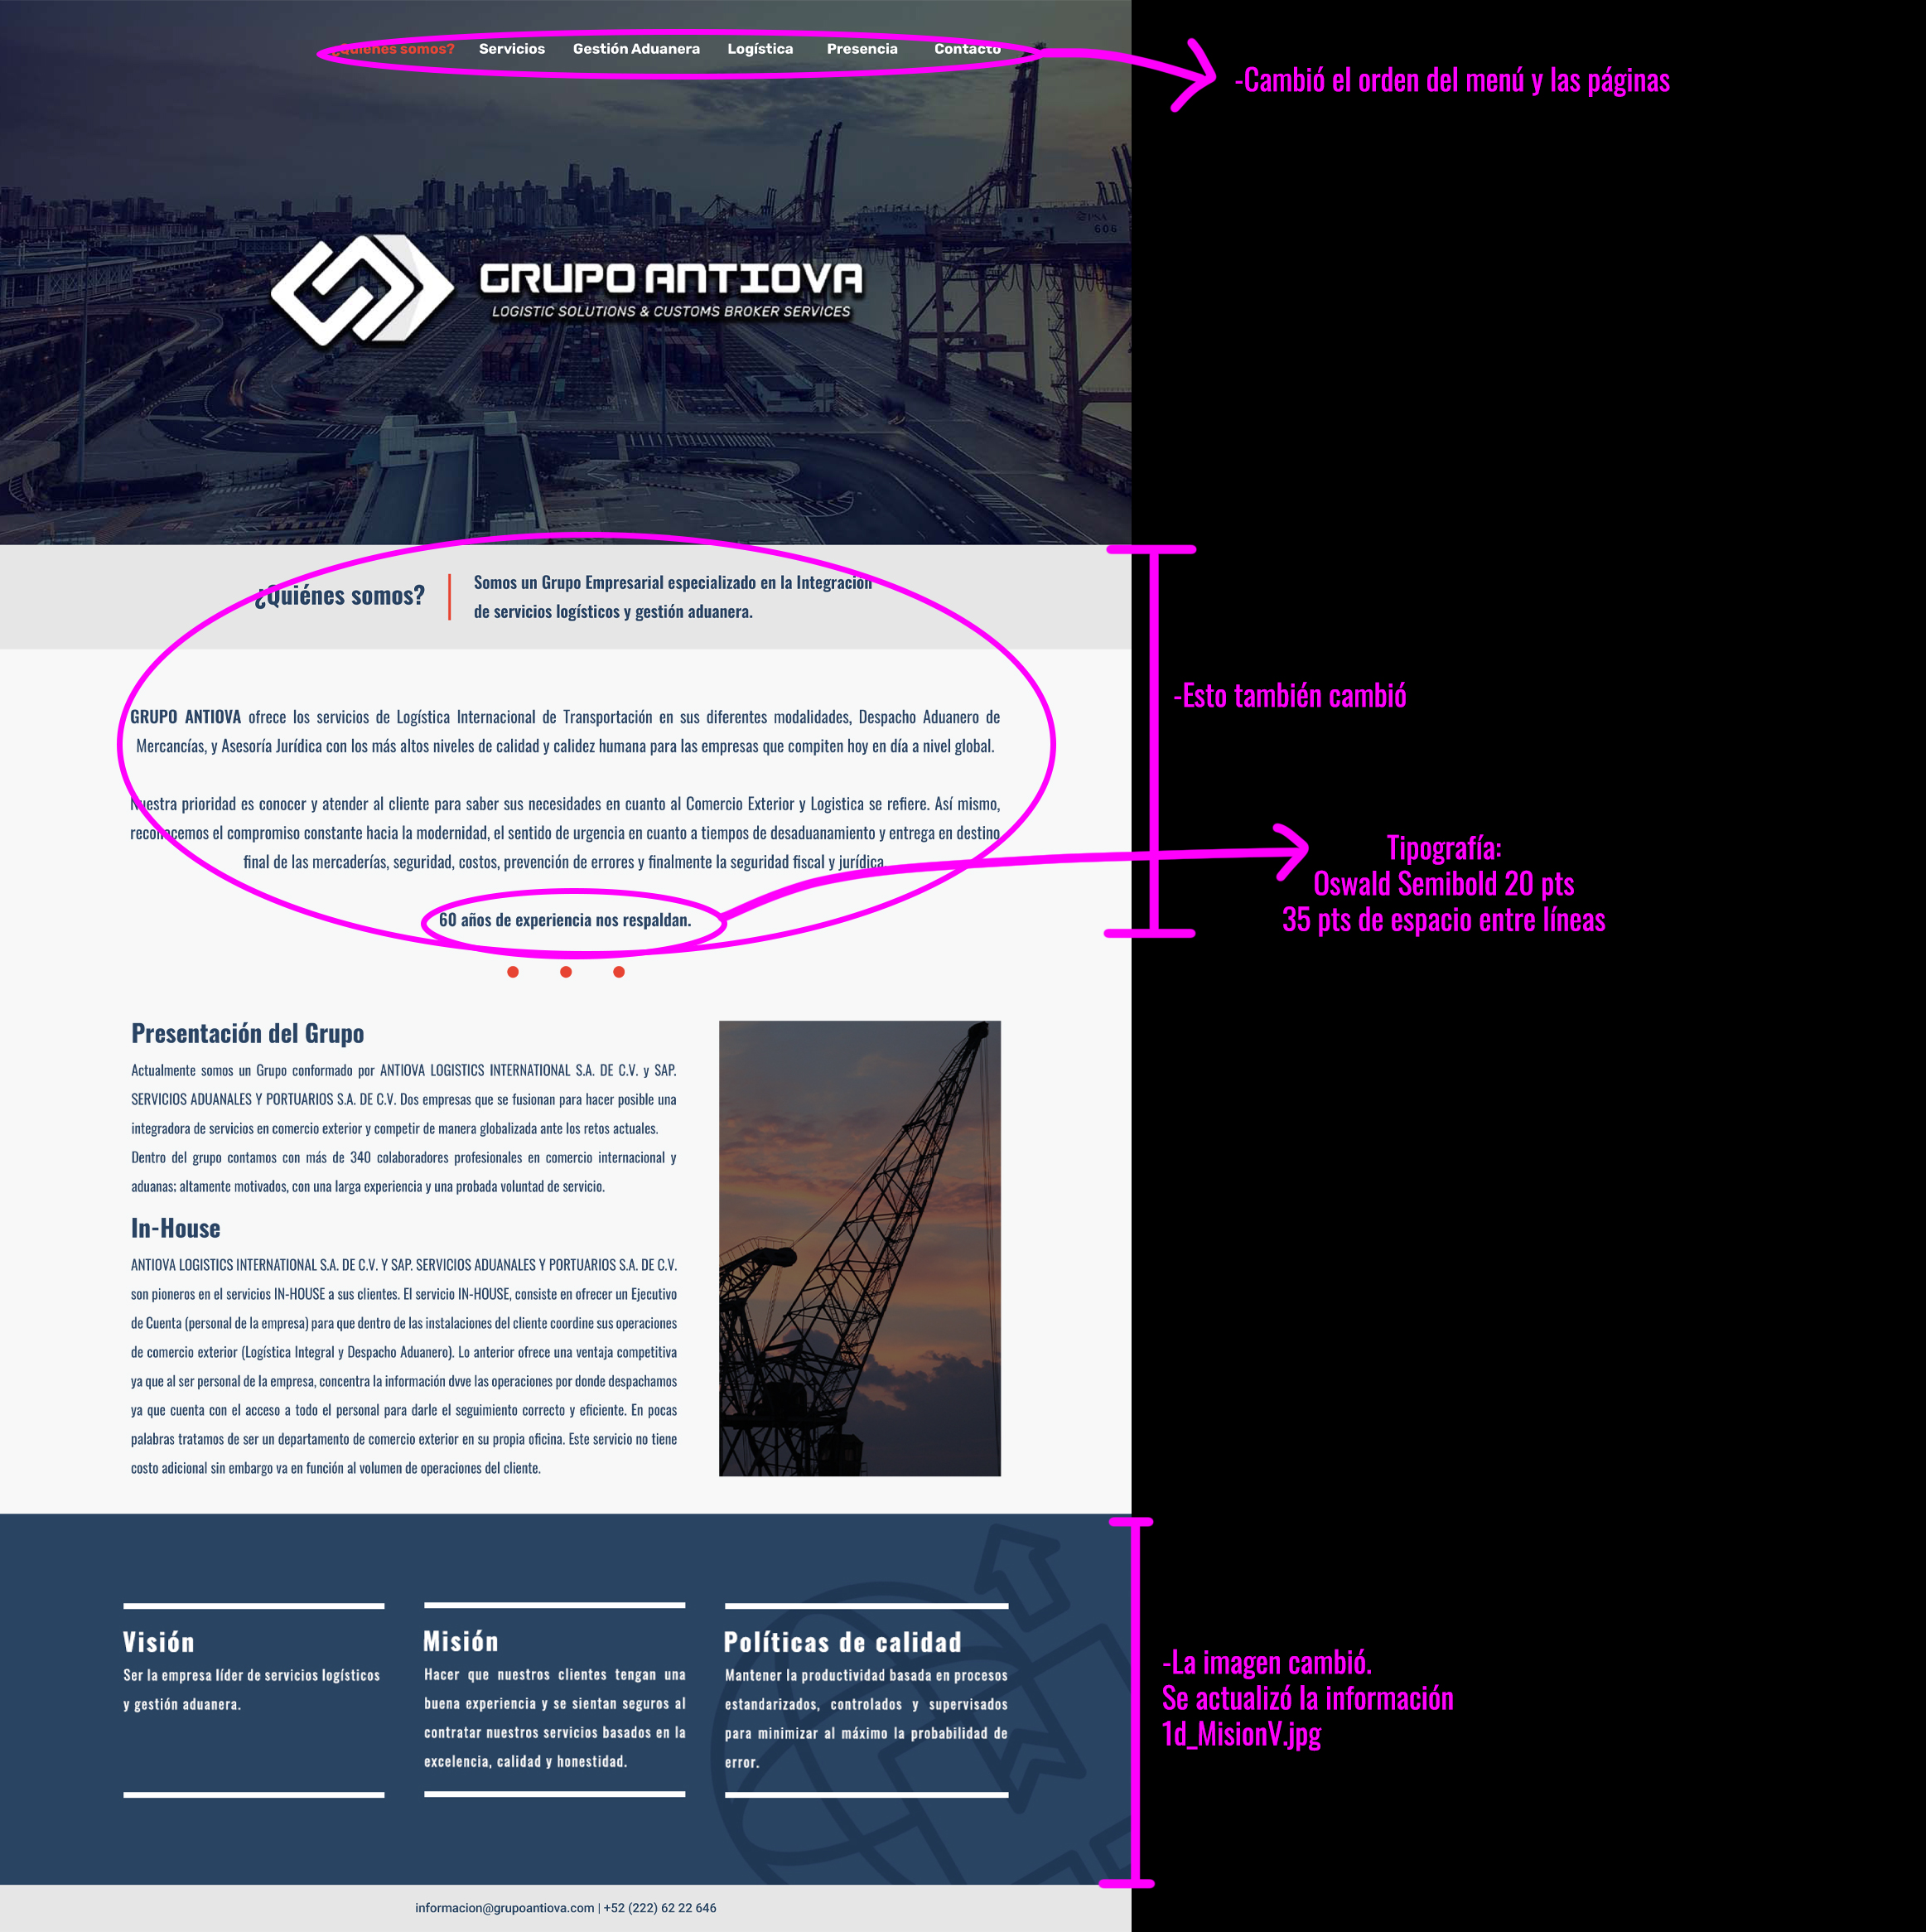 ¿Quiénes somos? Servicios Gestión Aduanera Logística Presencia Contacto
-Cambió el orden del menú y las páginas
PSA
606
GRUPO ANTIOVA
LOGISTIC SOLUTIONS & CUSTOMS BROKER SERVICES
¿Quiénes somos?
Somos un Grupo Empresarial especializado en la Integración
de servicios logísticos y gestión aduanera.
-Esto también cambió
GRUPO ANTIOVA ofrece los servicios de Logística Internacional de Transportación en sus diferentes modalidades, Despacho Aduanero de
Mercancías, y Asesoría Jurídica con los más altos niveles de calidad y calidez humana para las empresas que compiten hoy en día a nivel global.
Nuestra prioridad es conocer y atender al cliente para saber sus necesidades en cuanto al Comercio Exterior y Logistica se refiere. Así mismo,
reconocemos el compromiso constante hacia la modernidad, el sentido de urgencia en cuanto a tiempos de desaduanamiento y entrega en destino
final de las mercaderías, seguridad, costos, prevención de errores y finalmente la seguridad fiscal y jurídica.
60 años de experiencia nos respaldan.
Tipografía:
Oswald Semibold 20 pts
35 pts de espacio entre líneas
Presentación del Grupo
Actualmente somos un Grupo conformado por ANTIOVA LOGISTICS INTERNATIONAL S.A. DE C.V. y SAP.
SERVICIOS ADUANALES Y PORTUARIOS S.A. DE C.V. Dos empresas que se fusionan para hacer posible una
integradora de servicios en comercio exterior y competir de manera globalizada ante los retos actuales.
Dentro del grupo contamos con más de 340 colaboradores profesionales en comercio internacional y
aduanas; altamente motivados, con una larga experiencia y una probada voluntad de servicio.
In-House
ANTIOVA LOGISTICS INTERNATIONAL S.A. DE C.V. Y SAP. SERVICIOS ADUANALES Y PORTUARIOS S.A. DE C.V.
son pioneros en el servicios IN-HOUSE a sus clientes. El servicio IN-HOUSE, consiste en ofrecer un Ejecutivo
de Cuenta (personal de la empresa) para que dentro de las instalaciones del cliente coordine sus operaciones
de comercio exterior (Logística Integral y Despacho Aduanero). Lo anterior ofrece una ventaja competitiva
ya que al ser personal de la empresa, concentra la información dvve las operaciones por donde despachamos
ya que cuenta con el acceso a todo el personal para darle el seguimiento correcto y eficiente. En pocas
palabras tratamos de ser un departamento de comercio exterior en su propia oficina. Este servicio no tiene
costo adicional sin embargo va en función al volumen de operaciones del cliente.
Visión
Ser la empresa líder de servicios logísticos
y gestión aduanera.
Misión
Hacer que nuestros clientes tengan una
buena experiencia y se sientan seguros al
contratar nuestros servicios basados en la
excelencia, calidad y honestidad.
Políticas de calidad
Mantener la productividad basada en procesos
estandarizados, controlados y supervisados
para minimizar al máximo la probabilidad de
error.
-La imagen cambió.
Se actualizó la información
1d_MisionV.jpg
informacion@grupoantiova.com | +52 (222) 62 22 646